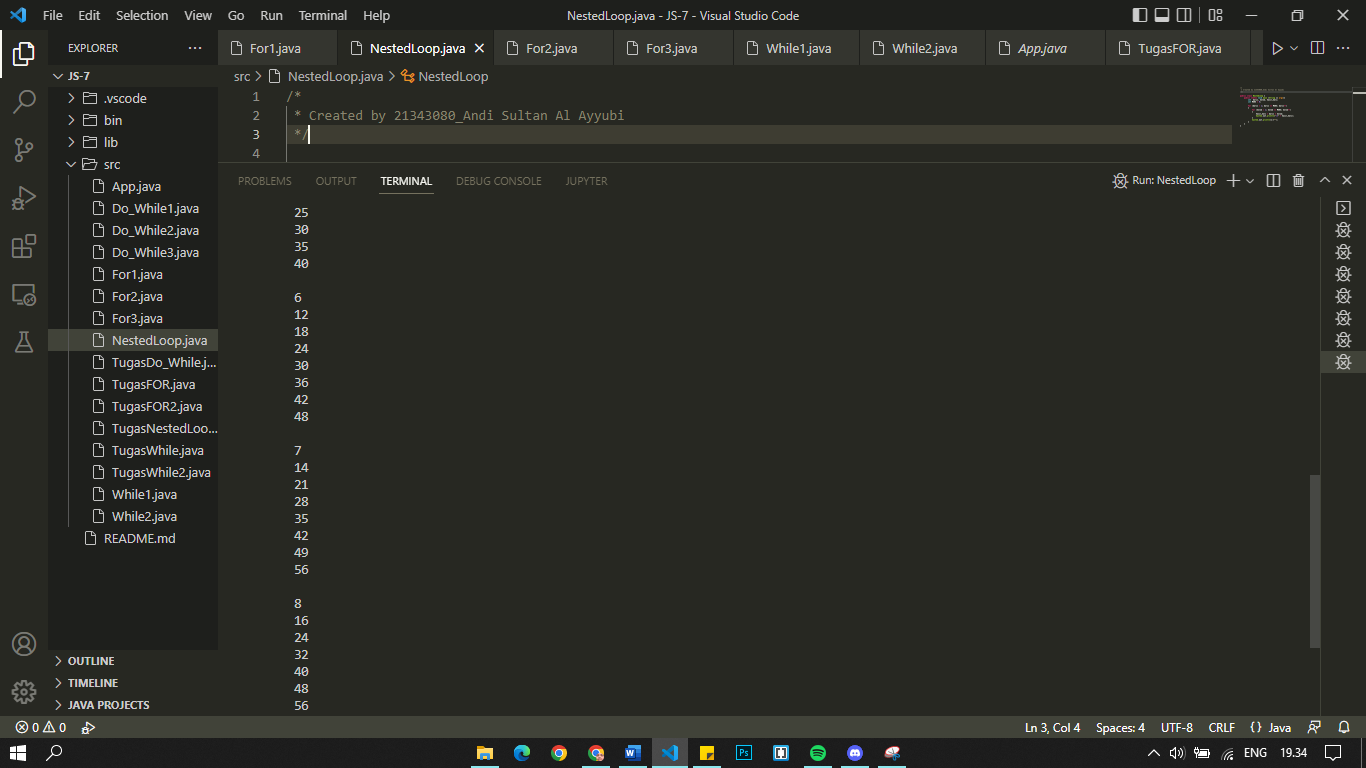 File Edit Selection View Go Run Terminal Help NestedLoop.java - JS-7 - Visual Studio Code
EXPLORER
For1.java NestedLoop.java For2.java For3.java While1.java While2.java App.java TugasFOR.java
JS-7
.vscode
bin
lib
src
App.java
Do_While1.java
Do_While2.java
Do_While3.java
For1.java
For2.java
For3.java
NestedLoop.java
TugasDo_While.j...
TugasFOR.java
TugasFOR2.java
TugasNestedLoo...
TugasWhile.java
TugasWhile2.java
While1.java
While2.java
README.md
OUTLINE
TIMELINE
JAVA PROJECTS
src > NestedLoop.java > NestedLoop
1 /*
2 * Created by 21343080_Andi Sultan Al Ayyubi
3 */
4
PROBLEMS OUTPUT TERMINAL DEBUG CONSOLE JUPYTER Run: NestedLoop
25
30
35
40
6
12
18
24
30
36
42
48
7
14
21
28
35
42
49
56
8
16
24
32
40
48
56
0 0 Ln 3, Col 4 Spaces: 4 UTF-8 CRLF {} Java
W Ps ENG 19.34